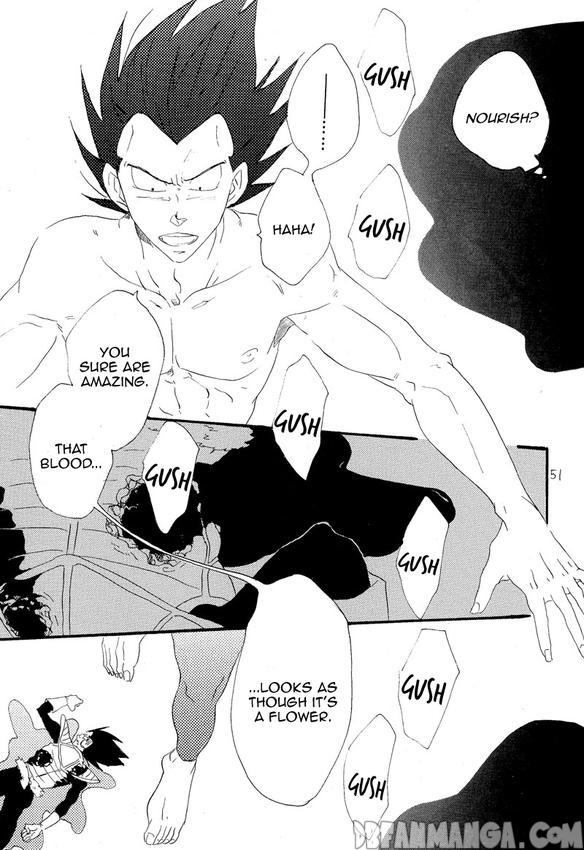 NOURISH?
GUSH
..........
HAHA!
GUSH
YOU
SURE ARE
AMAZING.
THAT
BLOOD...
GUSH
GUSH
51
GUSH
...LOOKS AS
THOUGH IT'S
A FLOWER.
GUSH
GUSH
DBFANMANGA.COM